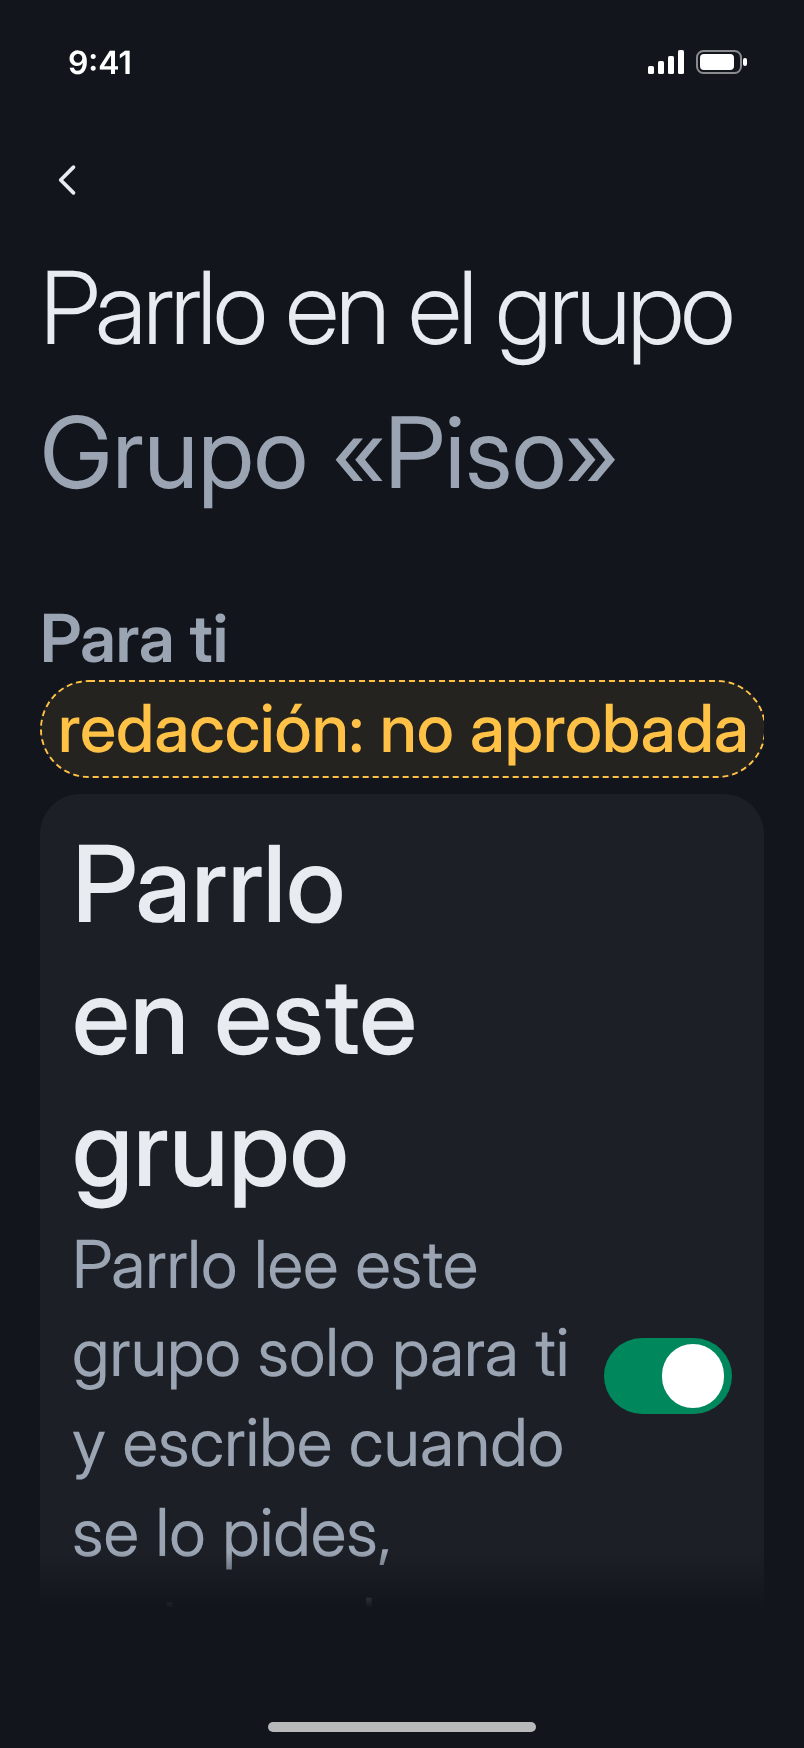 9:41
Parrlo en el grupo
Grupo «Piso»
Para ti
redacción: no aprobada
Parrlo
en este
grupo
Parrlo lee este
grupo solo para ti
y escribe cuando
se lo pides,